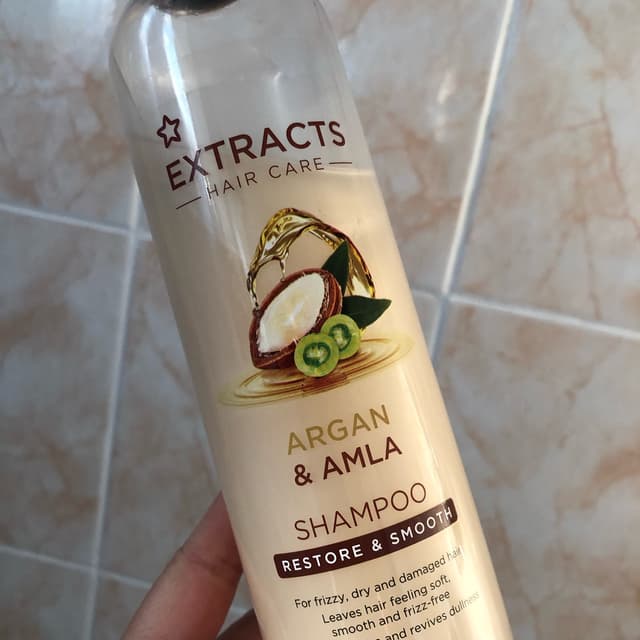 EXTRACTS
HAIR CARE
ARGAN
& AMLA
SHAMPOO
RESTORE & SMOOTH
For frizzy, dry and damaged hair
Leaves hair feeling soft,
smooth and frizz-free
and revives dullness